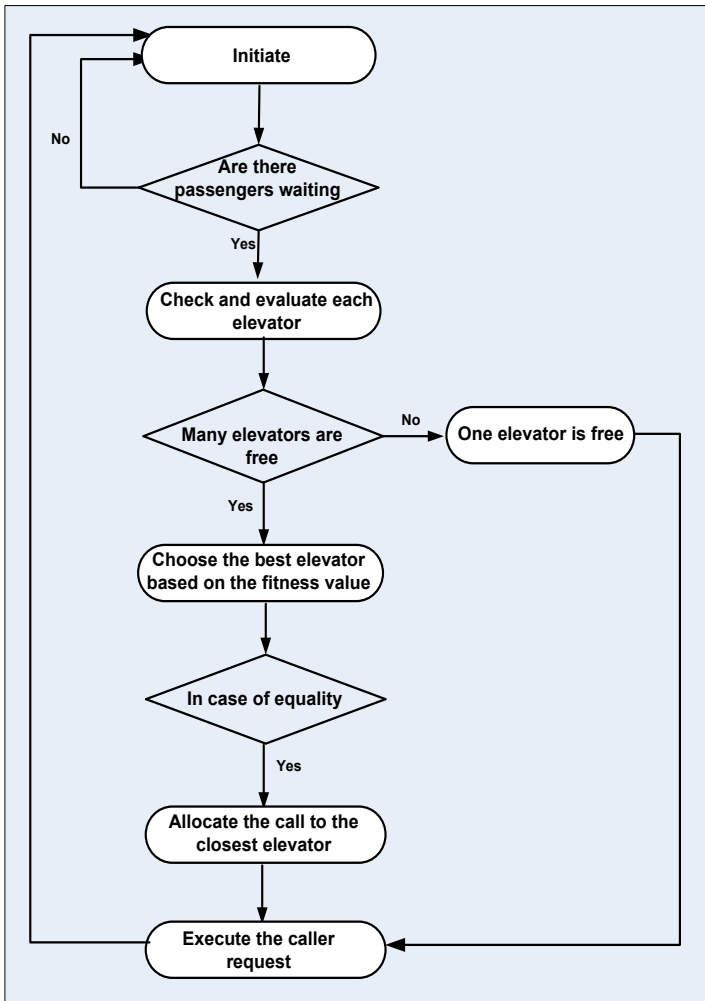 Initiate
No
Are there
passengers waiting
Yes
Check and evaluate each
elevator
Many elevators are
free
No
One elevator is free
Yes
Choose the best elevator
based on the fitness value
In case of equality
Yes
Allocate the call to the
closest elevator
Execute the caller
request